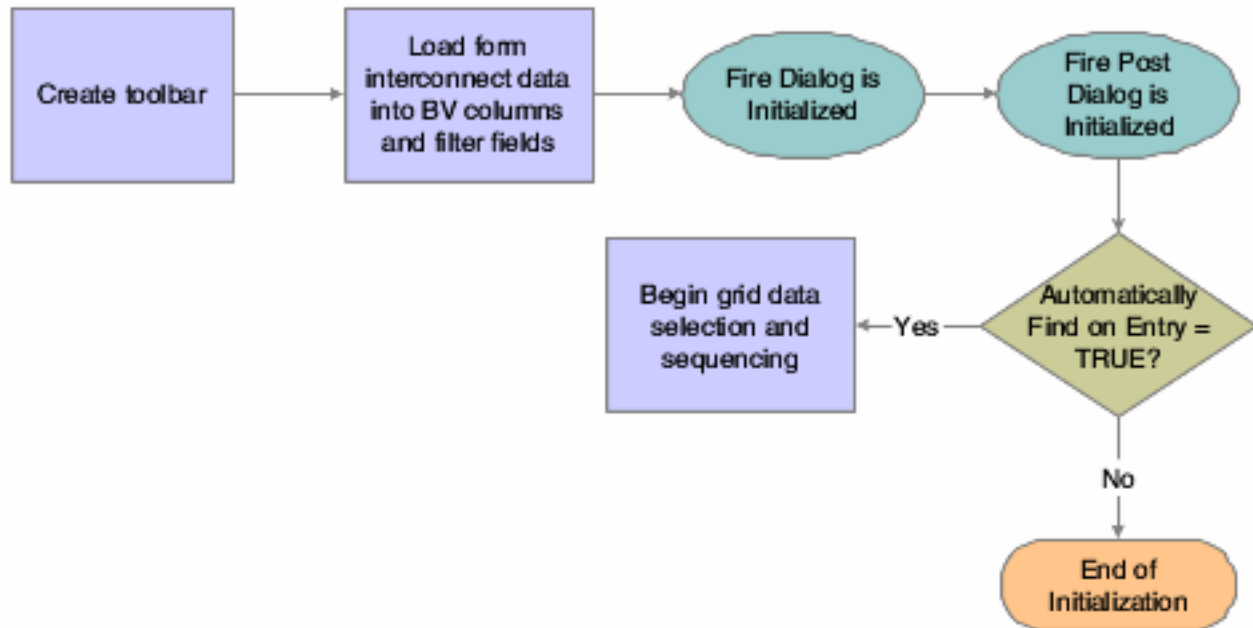 Create toolbar
Load form
interconnect data
into BV columns
and filter fields
Fire Dialog is
Initialized
Fire Post
Dialog is
Initialized
Automatically
Find on Entry =
TRUE?
Yes
Begin grid data
selection and
sequencing
No
End of
Initialization